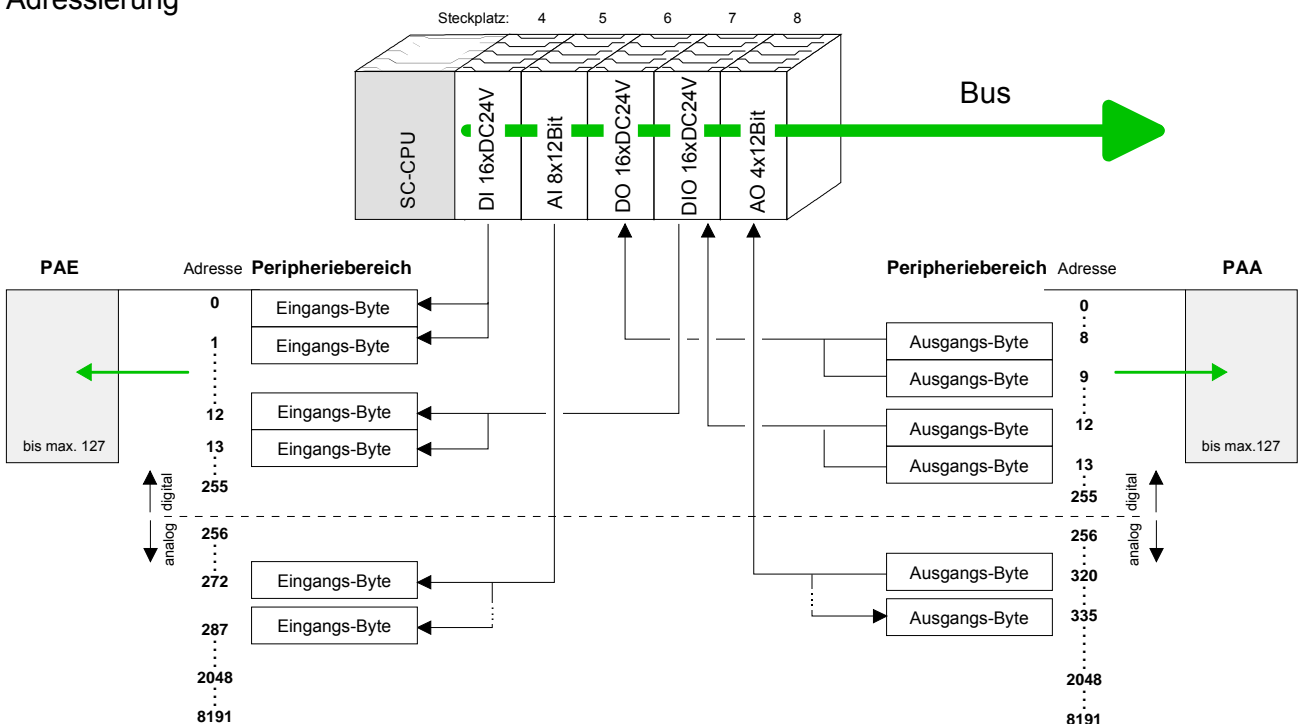 Adressierung
Steckplatz: 4 5 6 7 8
SC-CPU
DI 16xDC24V
AI 8x12Bit
DO 16xDC24V
DIO 16xDC24V
AO 4x12Bit
Bus
PAE Adresse Peripheriebereich
bis max. 127
0 Eingangs-Byte
1 Eingangs-Byte
12 Eingangs-Byte
13 Eingangs-Byte
255
digital
analog
256
272 Eingangs-Byte
287 Eingangs-Byte
2048
8191
Peripheriebereich Adresse PAA
0
Ausgangs-Byte 8
Ausgangs-Byte 9
Ausgangs-Byte 12
Ausgangs-Byte 13
bis max.127
255
digital
analog
256
Ausgangs-Byte 320
Ausgangs-Byte 335
2048
8191